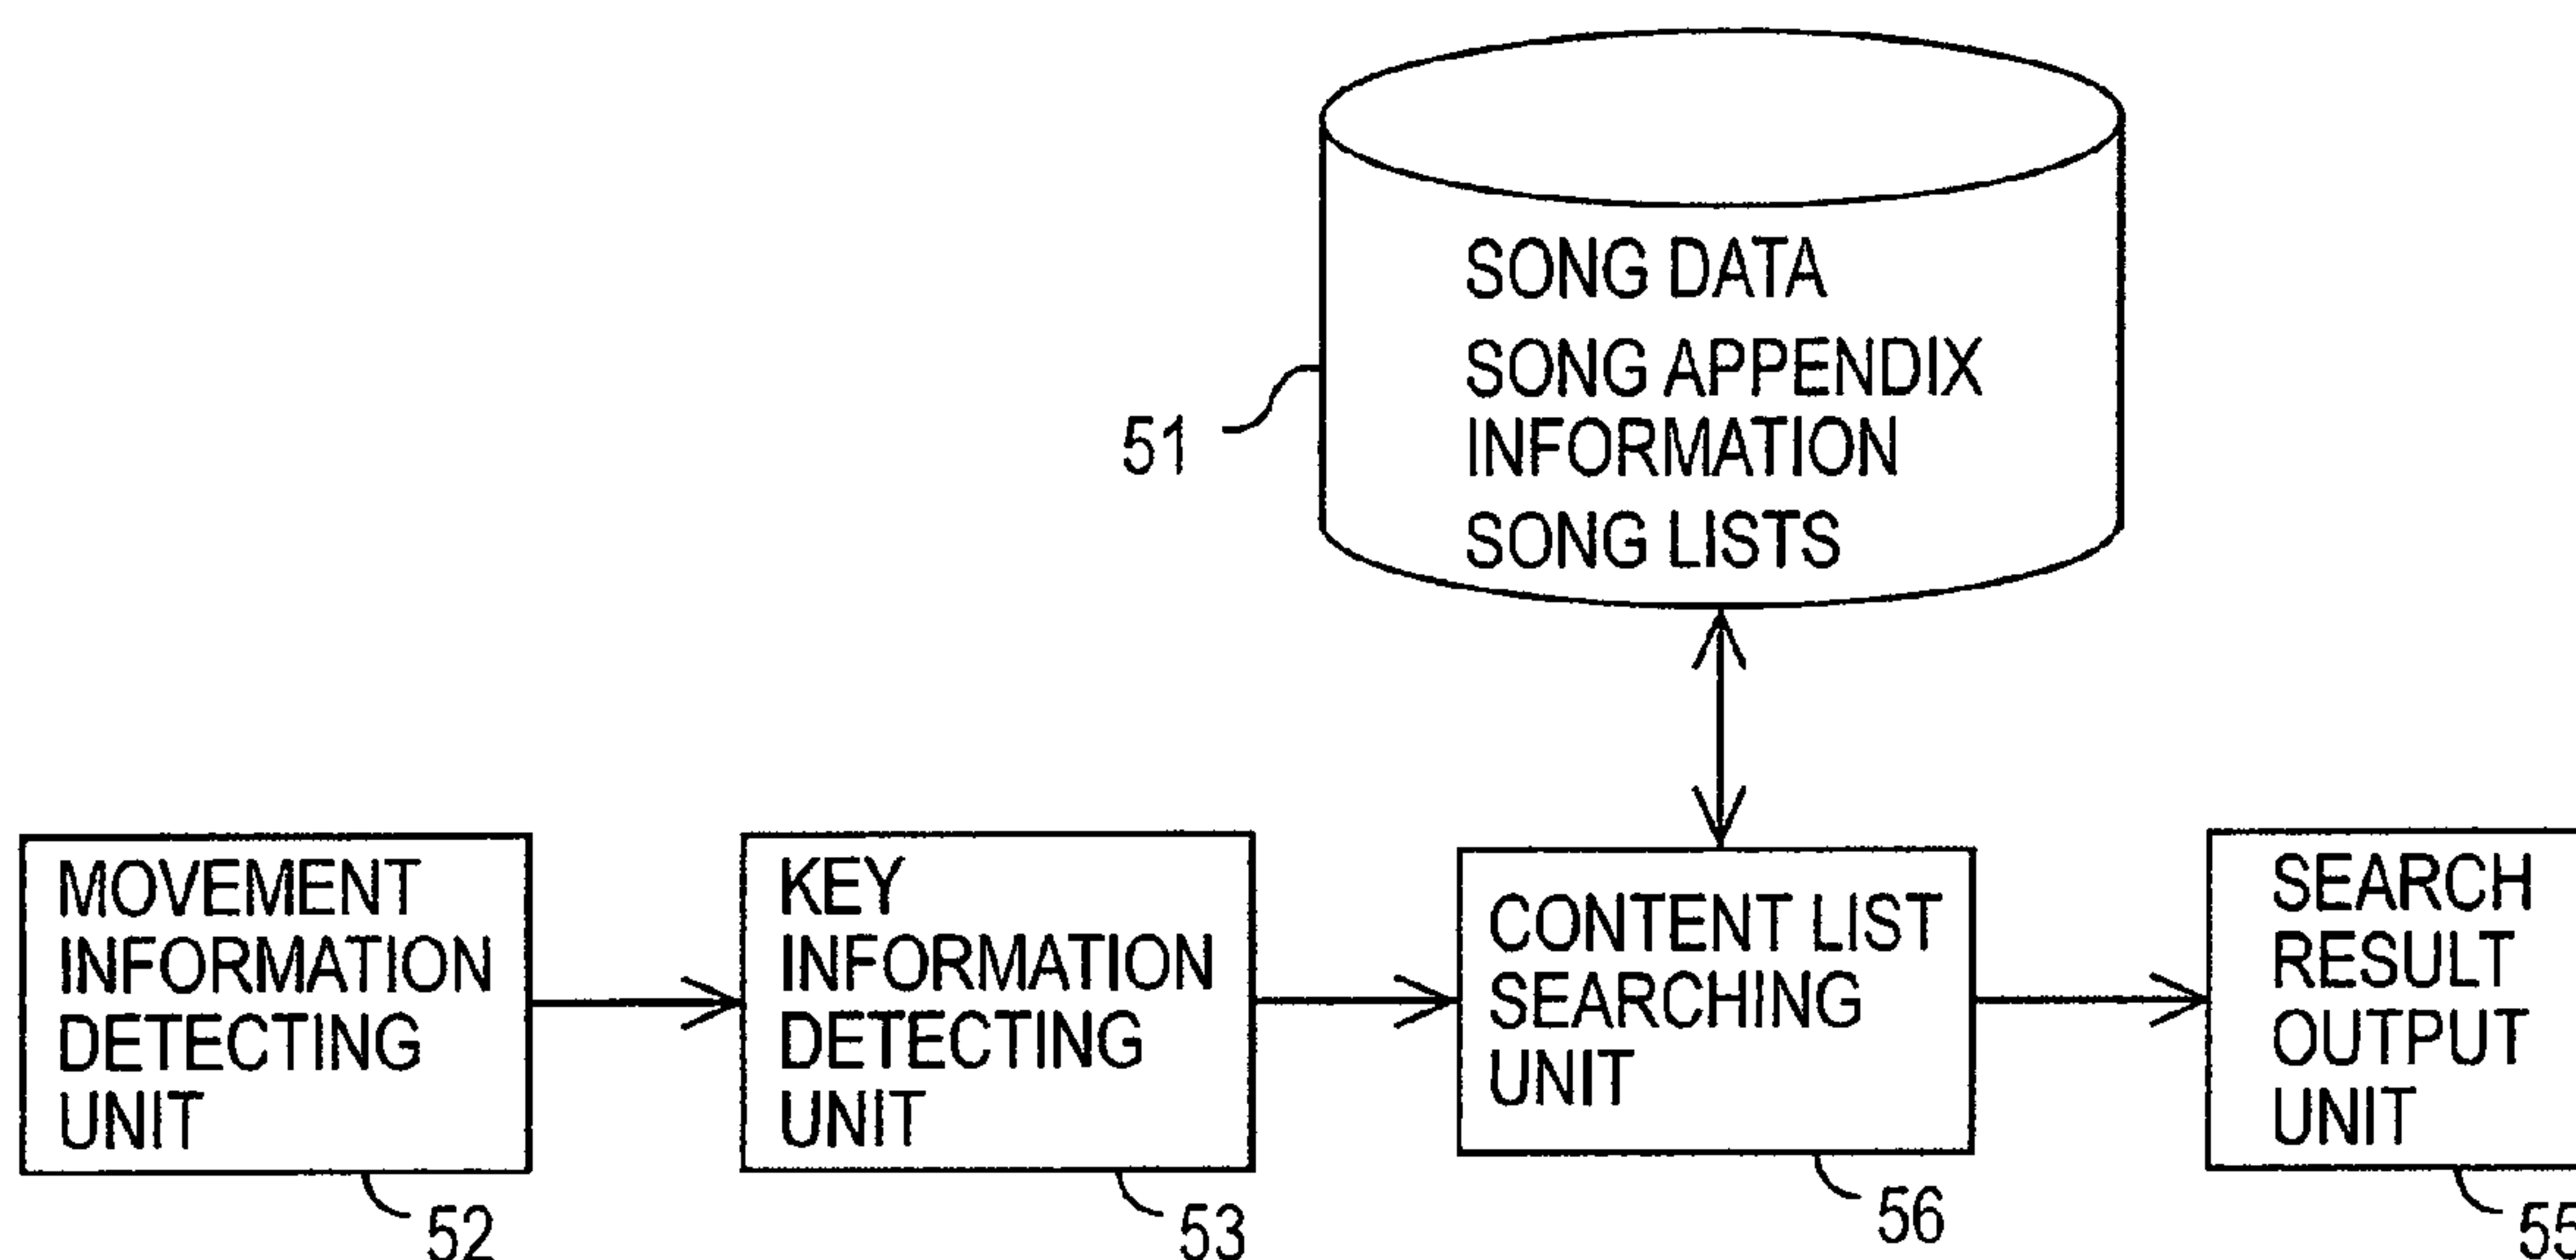 SONG DATA
SONG APPENDIX
INFORMATION
SONG LISTS
51
MOVEMENT
INFORMATION
DETECTING
UNIT
52
KEY
INFORMATION
DETECTING
UNIT
53
CONTENT LIST
SEARCHING
UNIT
56
SEARCH
RESULT
OUTPUT
UNIT
55